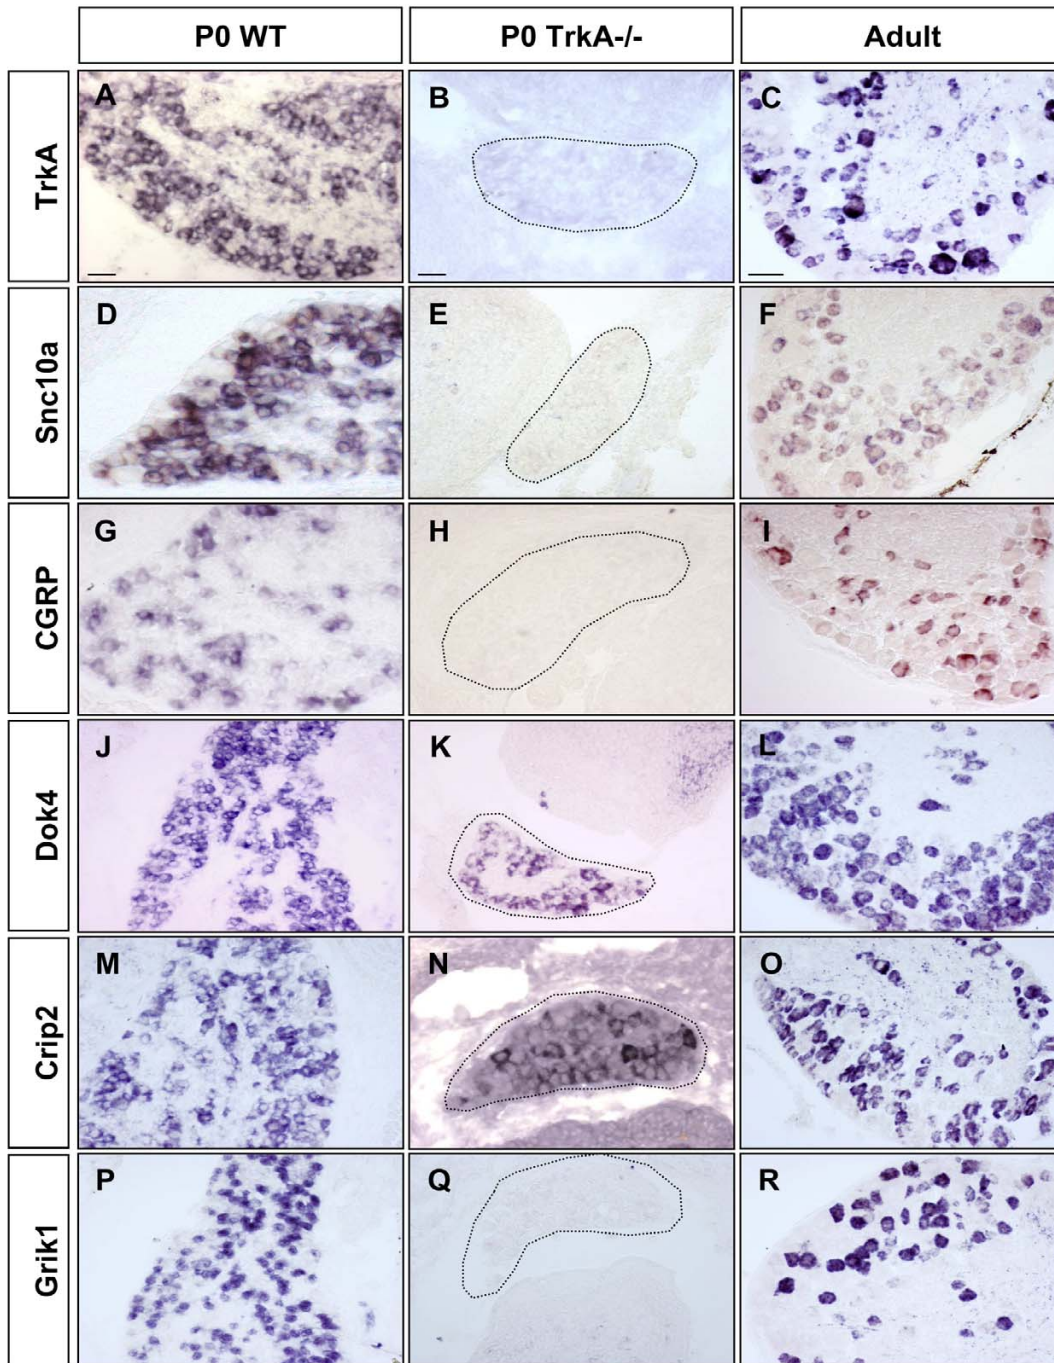 P0 WT P0 TrkA-/- Adult
TrkA A B C
Snc10a D E F
CGRP G H I
Dok4 J K L
Crip2 M N O
Grik1 P Q R